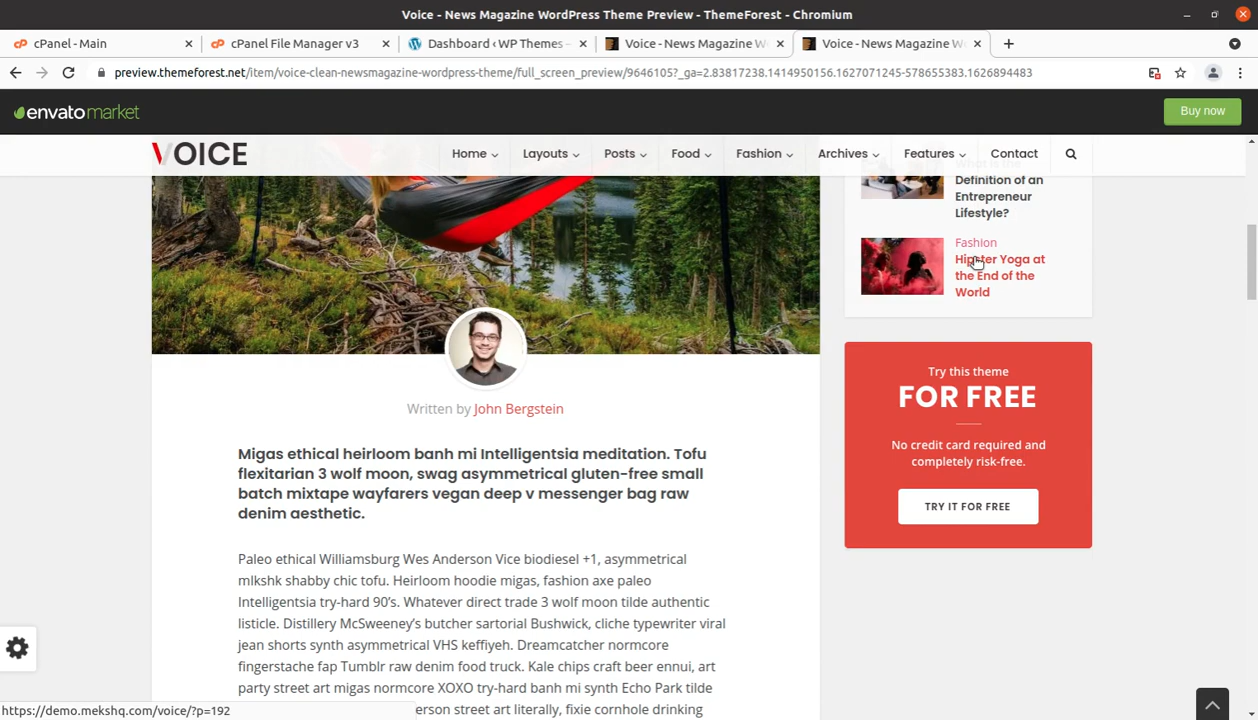 Voice - News Magazine WordPress Theme Preview - ThemeForest - Chromium
cPanel - Main
cPanel File Manager v3
Dashboard ‹ WP Themes –
Voice - News Magazine W
Voice - News Magazine W
preview.themeforest.net/item/voice-clean-newsmagazine-wordpress-theme/full_screen_preview/9646105?_ga=2.83817238.1414950156.1627071245-578655383.1626894483
envatomarket
Buy now
VOICE
Home
Layouts
Posts
Food
Fashion
Archives
Features
Contact
What Is the
Definition of an
Entrepreneur
Lifestyle?
Fashion
Hipster Yoga at
the End of the
World
Written by John Bergstein
Migas ethical heirloom banh mi Intelligentsia meditation. Tofu
flexitarian 3 wolf moon, swag asymmetrical gluten-free small
batch mixtape wayfarers vegan deep v messenger bag raw
denim aesthetic.
Paleo ethical Williamsburg Wes Anderson Vice biodiesel +1, asymmetrical
mlkshk shabby chic tofu. Heirloom hoodie migas, fashion axe paleo
Intelligentsia try-hard 90’s. Whatever direct trade 3 wolf moon tilde authentic
listicle. Distillery McSweeney’s butcher sartorial Bushwick, cliche typewriter viral
jean shorts synth asymmetrical VHS keffiyeh. Dreamcatcher normcore
fingerstache fap Tumblr raw denim food truck. Kale chips craft beer ennui, art
party street art migas normcore XOXO try-hard banh mi synth Echo Park tilde
erson street art literally, fixie cornhole drinking
Try this theme
FOR FREE
No credit card required and
completely risk-free.
TRY IT FOR FREE
https://demo.mekshq.com/voice/?p=192